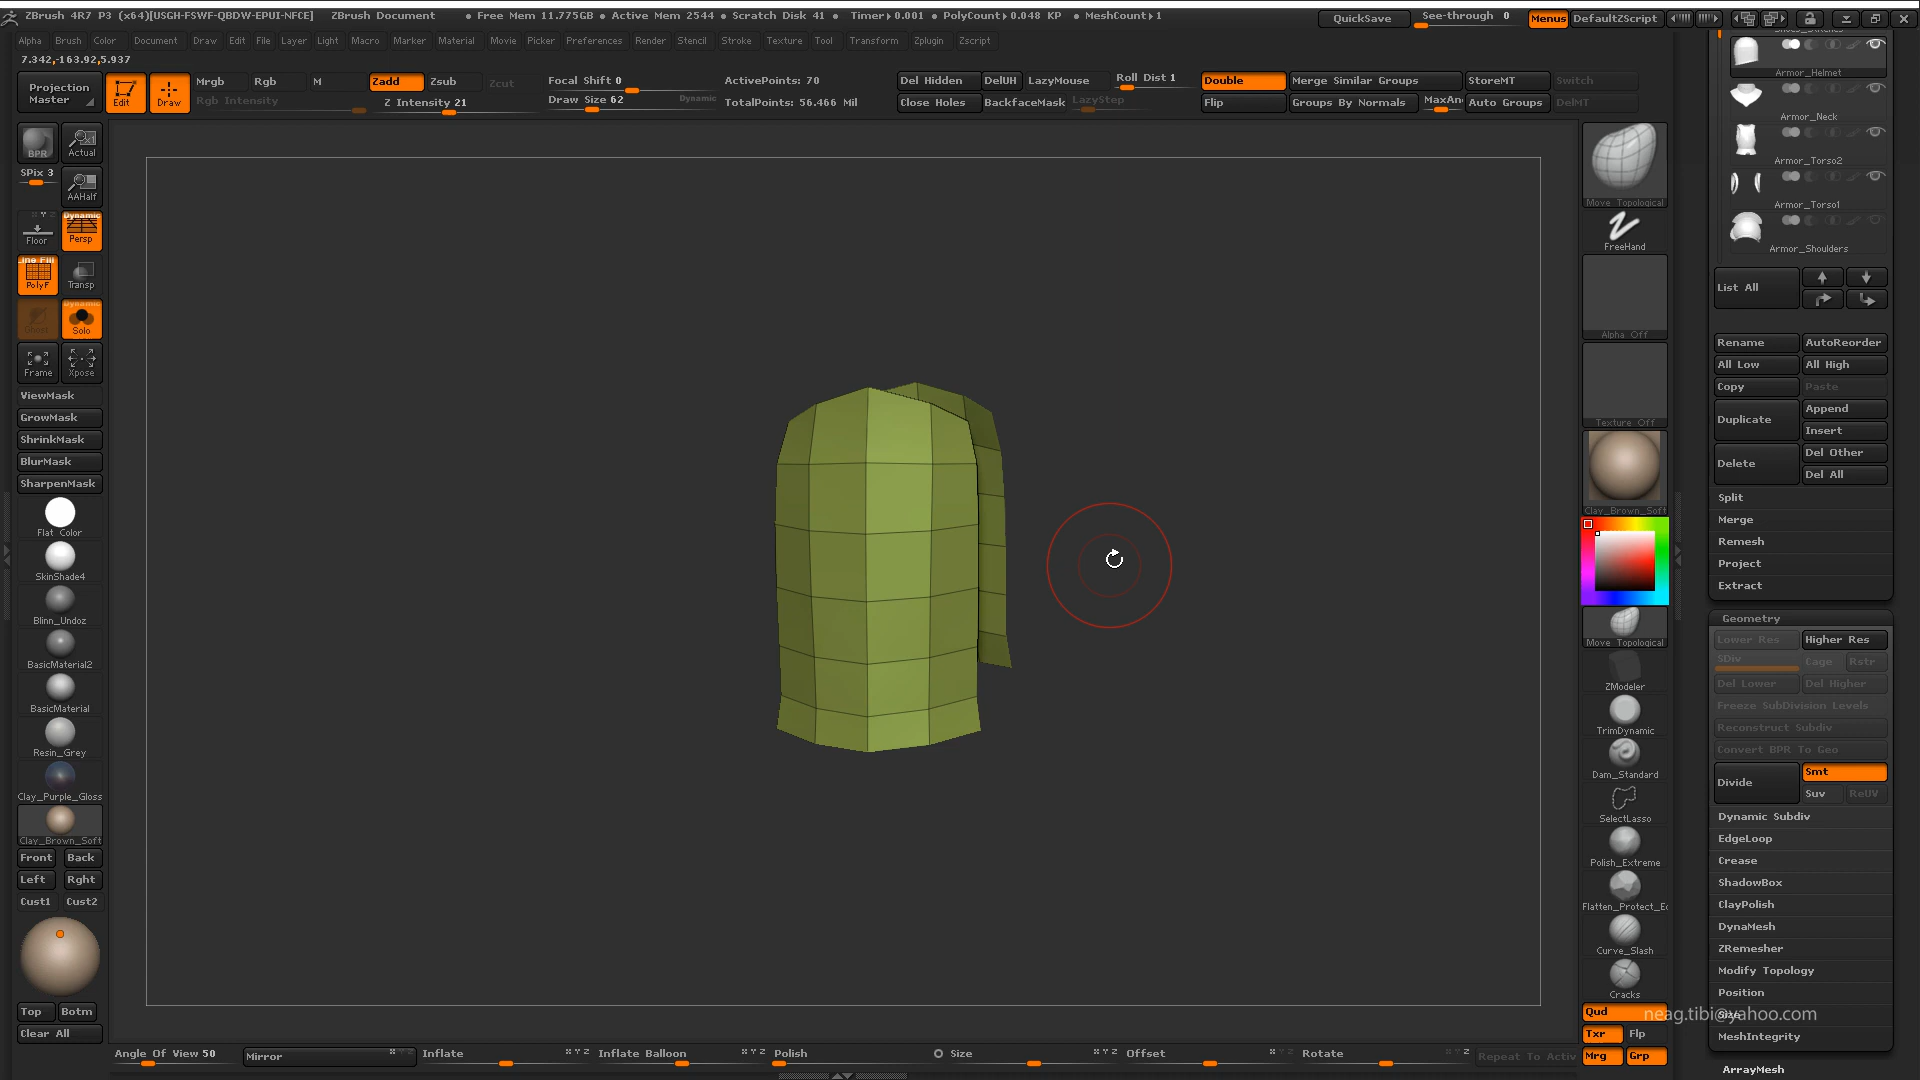 ZBrush 4R7 P3 (x64)[USGH-FSWF-QBDW-EPUI-NFCE] ZBrush Document • Free Mem 11.775GB • Active Mem 2544 • Scratch Disk 41 • Timer▸0.001 • PolyCount▸0.048 KP • MeshCount▸1 QuickSave See-through 0 Menus DefaultZScript
Alpha Brush Color Document Draw Edit File Layer Light Macro Marker Material Movie Picker Preferences Render Stencil Stroke Texture Tool Transform Zplugin Zscript
7.342,-163.92,5.937
Projection Master Edit Draw Mrgb Rgb M Zadd Zsub Zcut Focal Shift 0 ActivePoints: 70 Del Hidden DelUH LazyMouse Roll Dist 1 Double Merge Similar Groups StoreMT Switch
Rgb Intensity Z Intensity 21 Draw Size 62 Dynamic TotalPoints: 56.466 Mil Close Holes BackfaceMask LazyStep Flip Groups By Normals MaxAn Auto Groups DelMT
BPR Actual
SPix 3
AAHalf
Floor Dynamic Persp
Line Fill PolyF Transp
Ghost Dynamic Solo
Frame Xpose
ViewMask
GrowMask
ShrinkMask
BlurMask
SharpenMask
Flat Color
SkinShade4
Blinn_Undoz
BasicMaterial2
BasicMaterial
Resin_Grey
Clay_Purple_Gloss
Clay_Brown_Soft
Front Back
Left Rght
Cust1 Cust2
Top Botm
Clear All
Angle Of View 50 Mirror Inflate Inflate Balloon Polish Size Offset Rotate Repeat To Activ
Move Topological
FreeHand
Alpha Off
Texture Off
Clay_Brown_Soft
Move Topological
ZModeler
TrimDynamic
Dam_Standard
SelectLasso
Polish_Extreme
Flatten_Protect_Ed
Curve_Slash
Cracks
Qud
Txr Flp
Mrg Grp
Armor_Helmet
Armor_Neck
Armor_Torso2
Armor_Torso1
Armor_Shoulders
List All
Rename AutoReorder
All Low All High
Copy Paste
Duplicate Append
Insert
Delete Del Other
Del All
Split
Merge
Remesh
Project
Extract
Geometry
Lower Res Higher Res
SDiv Cage Rstr
Del Lower Del Higher
Freeze SubDivision Levels
Reconstruct Subdiv
Convert BPR To Geo
Divide Smt
Suv ReUV
Dynamic Subdiv
EdgeLoop
Crease
ShadowBox
ClayPolish
DynaMesh
ZRemesher
Modify Topology
Position
neag.tibi@yahoo.com
MeshIntegrity
ArrayMesh